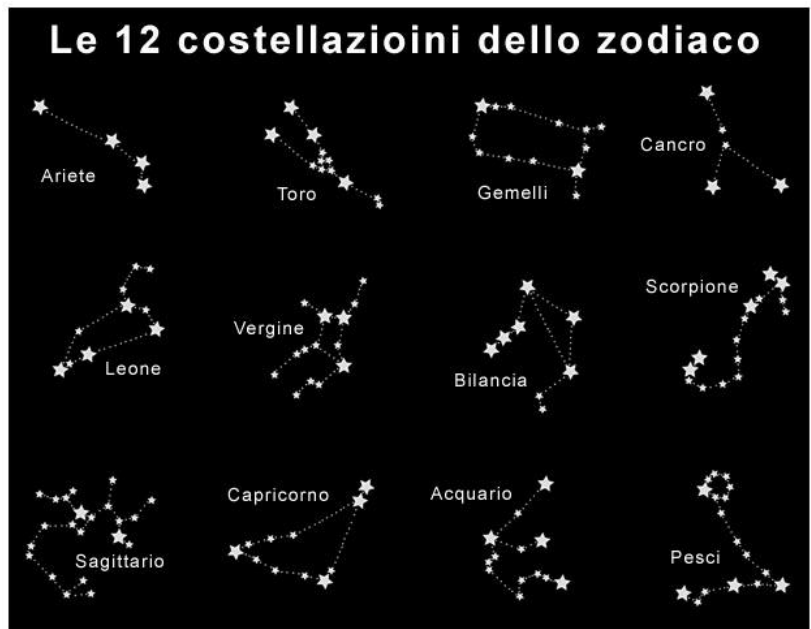 Le 12 costellazioini dello zodiaco
Ariete
Toro
Gemelli
Cancro
Leone
Vergine
Bilancia
Scorpione
Sagittario
Capricorno
Acquario
Pesci